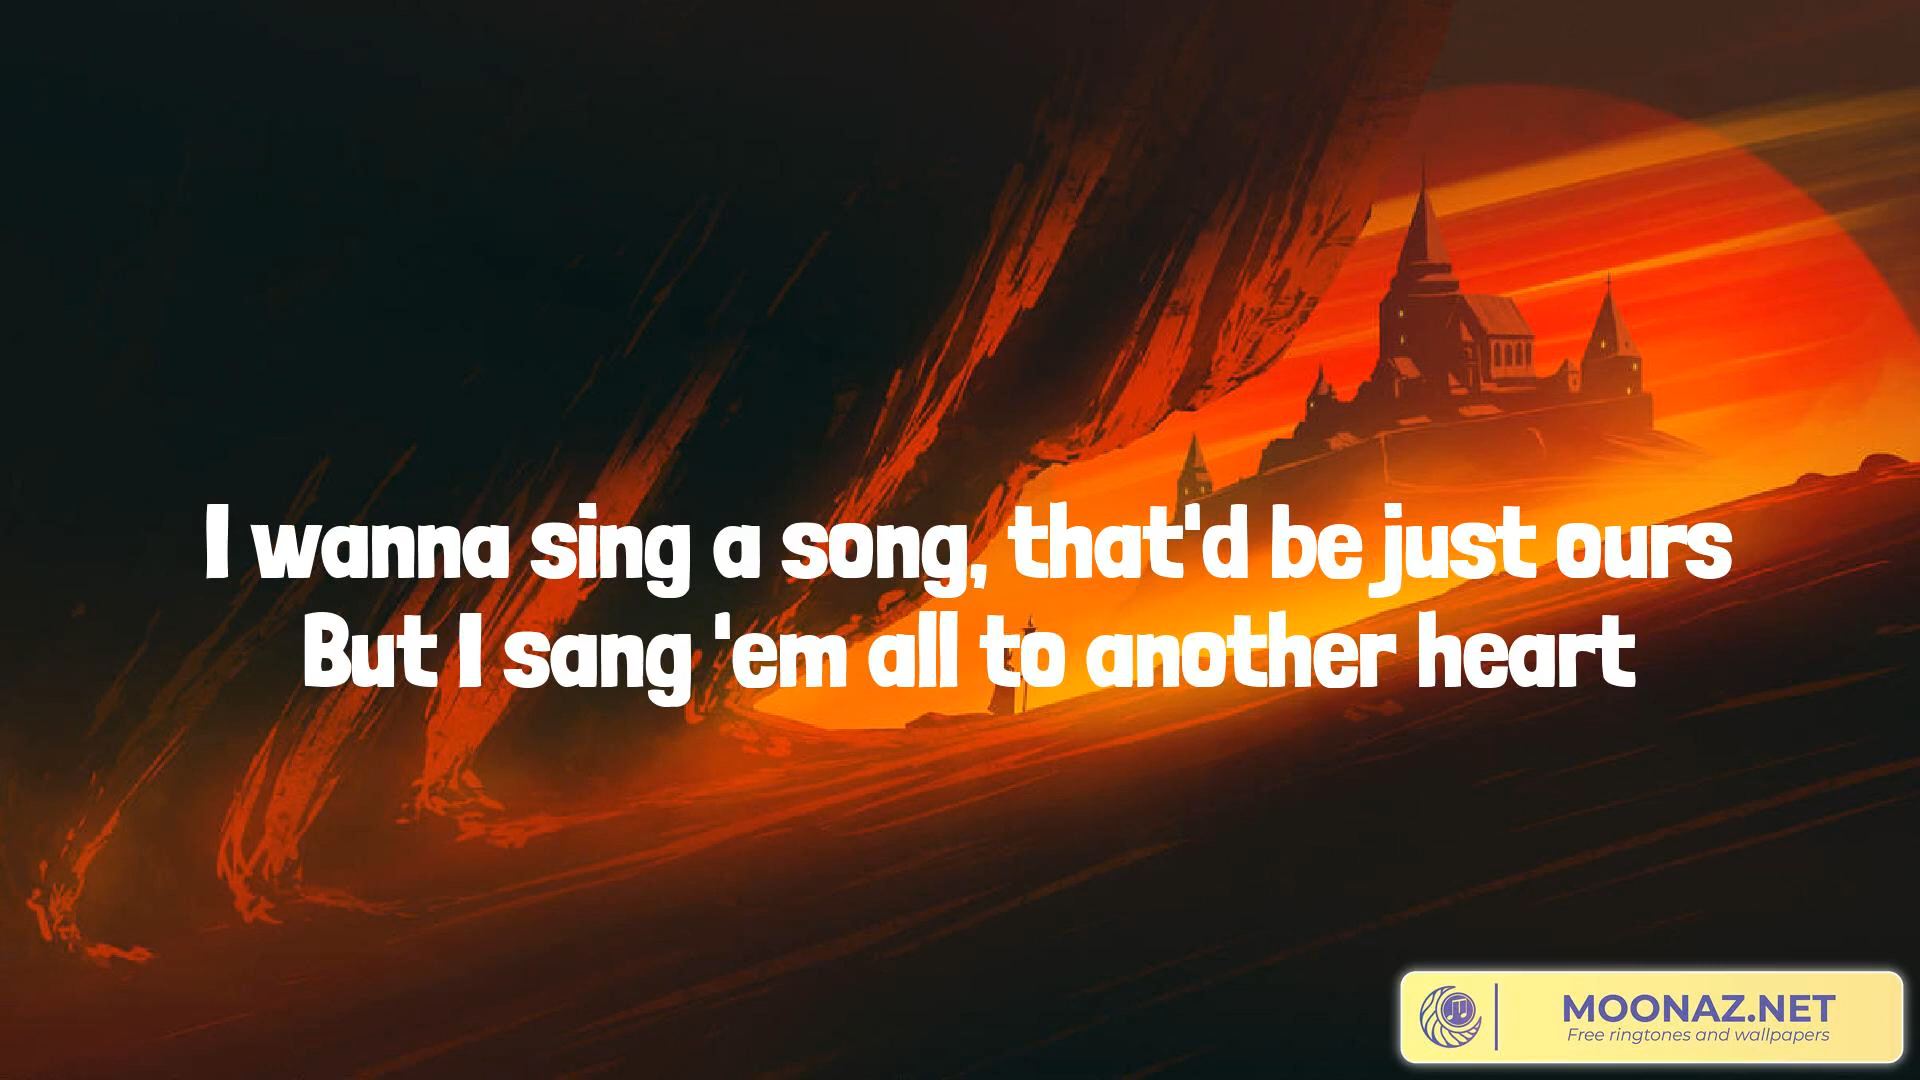 I wanna sing a song, that'd be just ours
But I sang 'em all to another heart
MOONAZ.NET
Free ringtones and wallpapers